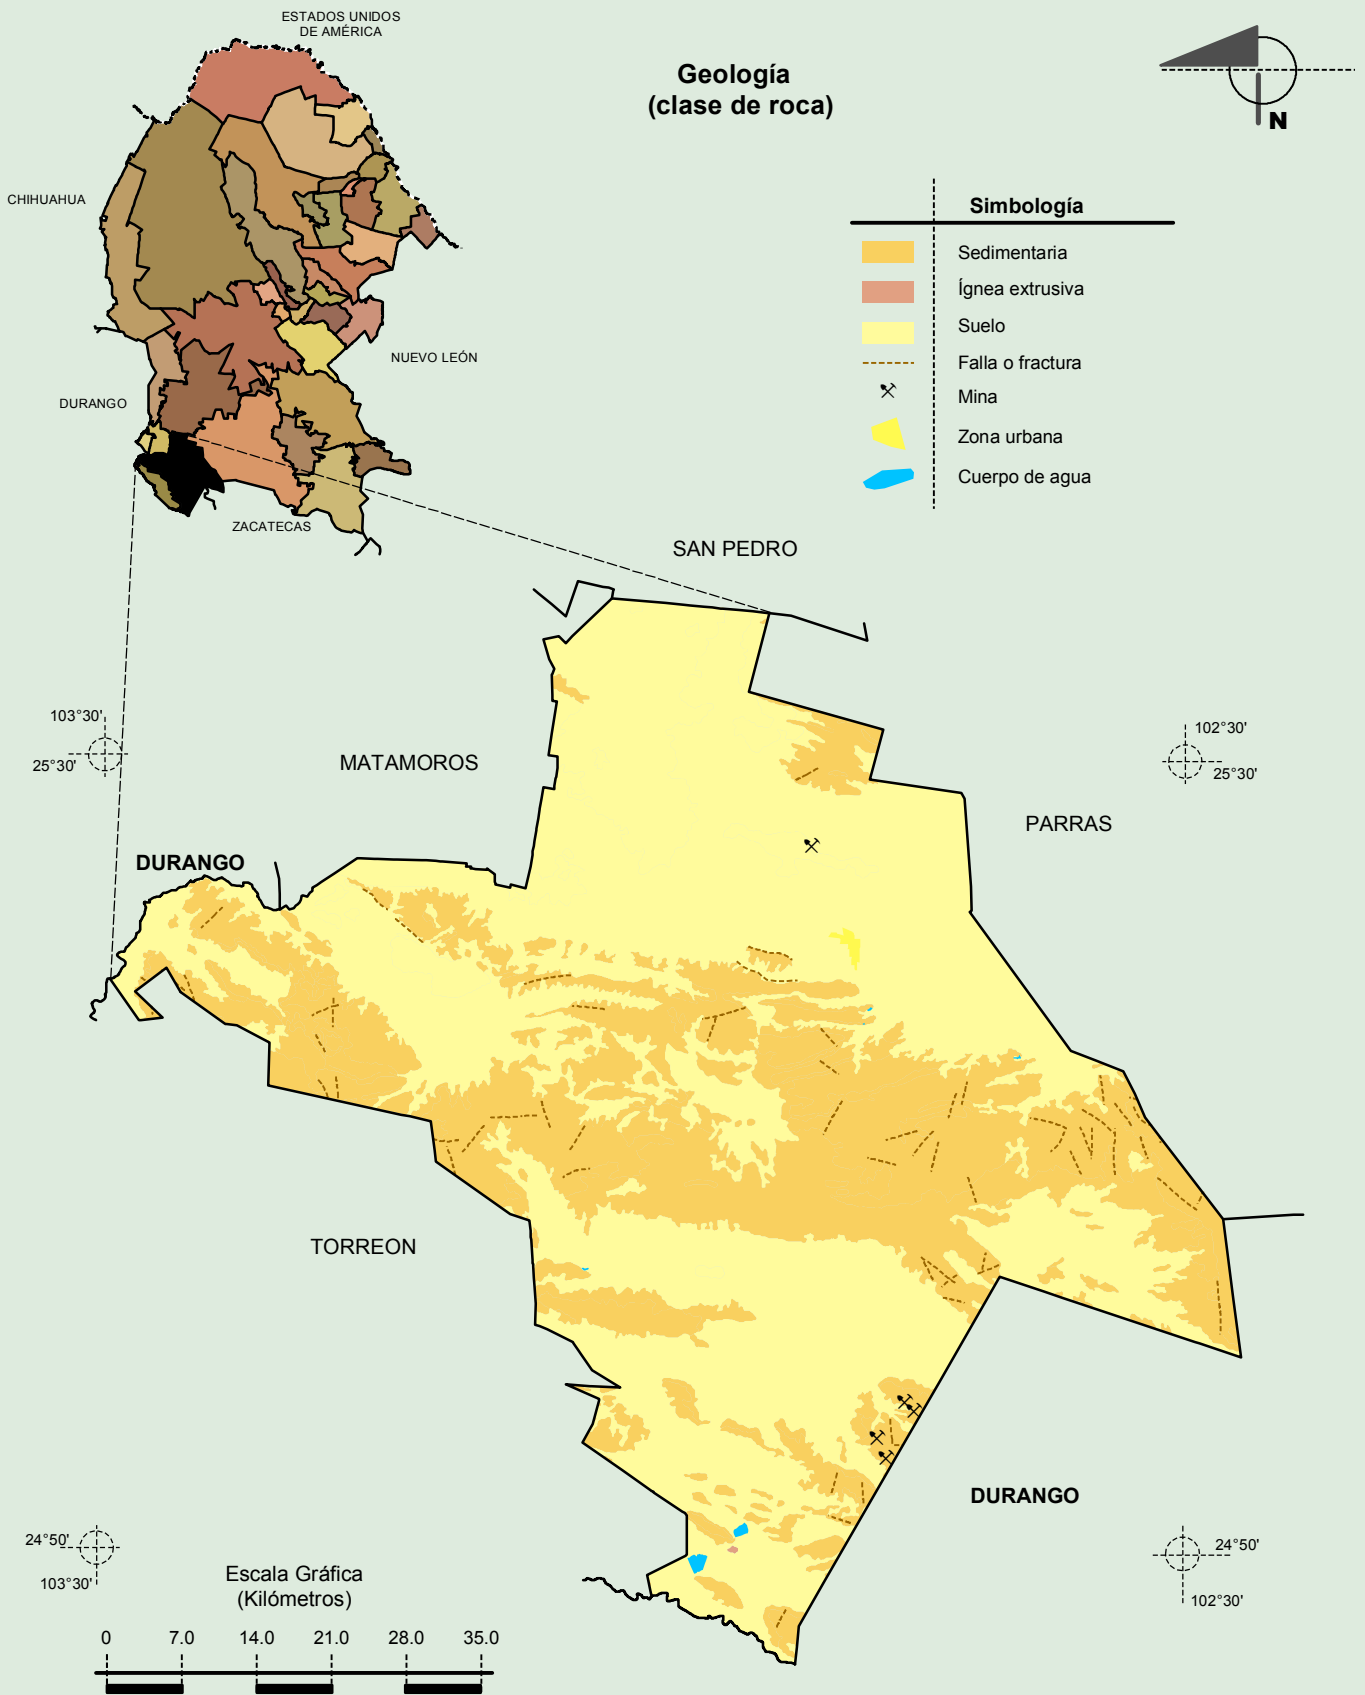 ESTADOS UNIDOS
DE AMÉRICA
Geología
(clase de roca)
N
CHIHUAHUA
Simbología
Sedimentaria
Ígnea extrusiva
Suelo
Falla o fractura
Mina
Zona urbana
Cuerpo de agua
NUEVO LEÓN
DURANGO
ZACATECAS
SAN PEDRO
103°30'
25°30'
MATAMOROS
102°30'
25°30'
PARRAS
DURANGO
TORREON
DURANGO
24°50'
103°30'
24°50'
102°30'
Escala Gráfica
(Kilómetros)
0 7.0 14.0 21.0 28.0 35.0